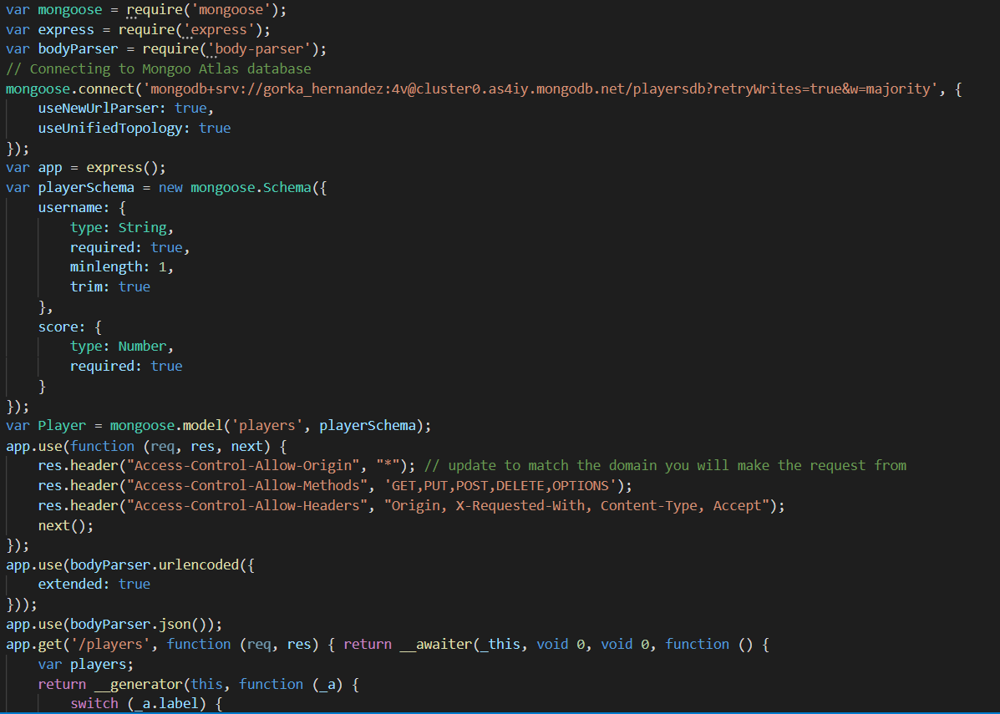 var mongoose = require('mongoose');
var express = require('express');
var bodyParser = require('body-parser');
// Connecting to Mongoo Atlas database
mongoose.connect('mongodb+srv://gorka_hernandez:4v@cluster0.as4iy.mongodb.net/playersdb?retryWrites=true&w=majority', {
    useNewUrlParser: true,
    useUnifiedTopology: true
});
var app = express();
var playerSchema = new mongoose.Schema({
    username: {
        type: String,
        required: true,
        minlength: 1,
        trim: true
    },
    score: {
        type: Number,
        required: true
    }
});
var Player = mongoose.model('players', playerSchema);
app.use(function (req, res, next) {
    res.header("Access-Control-Allow-Origin", "*"); // update to match the domain you will make the request from
    res.header("Access-Control-Allow-Methods", 'GET,PUT,POST,DELETE,OPTIONS');
    res.header("Access-Control-Allow-Headers", "Origin, X-Requested-With, Content-Type, Accept");
    next();
});
app.use(bodyParser.urlencoded({
    extended: true
}));
app.use(bodyParser.json());
app.get('/players', function (req, res) { return __awaiter(_this, void 0, void 0, function () {
    var players;
    return __generator(this, function (_a) {
        switch (_a.label) {